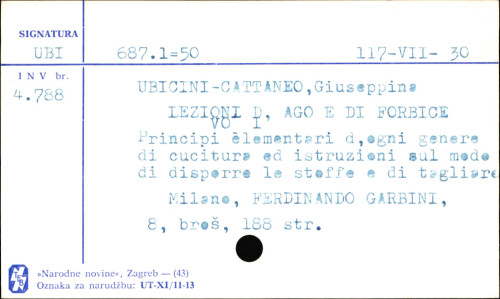 SIGNATURA
UBI 687.1=50 117-VII- 30
INV br.
4.788
UBICINI-CATTANEO,Giuseppina
LEZIONI D, AGO E DI FORBICE
VO I
Principi èlementari d,ogni genere
di cucitura ed istruzioni sul modo
di disporre le stoffe e di tagliare
Milano, FERDINANDO GARBINI,
8, broš, 188 str.
»Narodne novine«, Zagreb — (43)
Oznaka za narudžbu: UT-XI/11-13